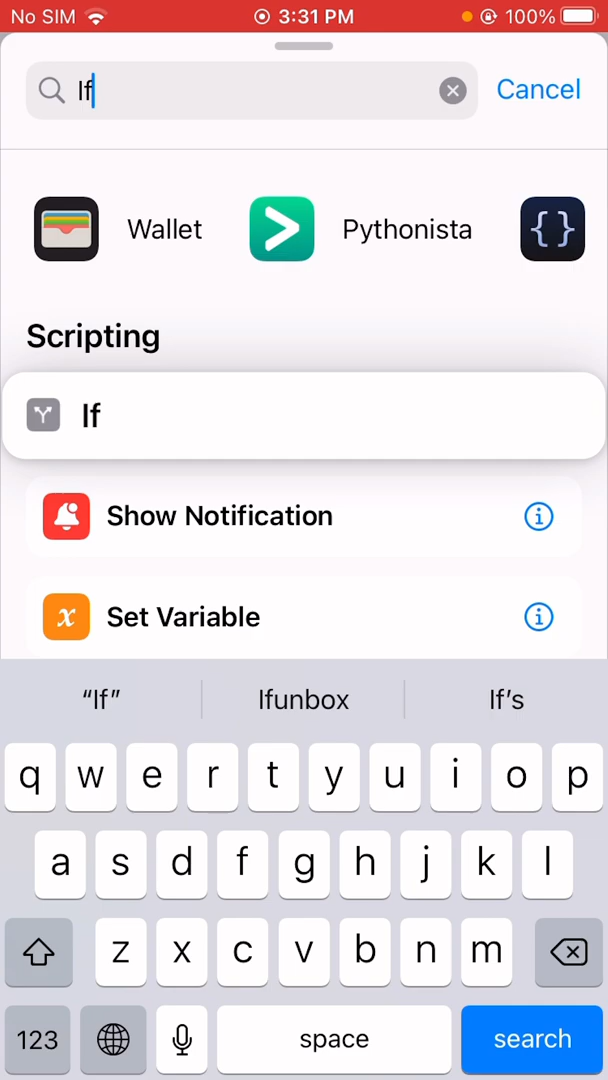 No SIM 3:31 PM 100%
If Cancel
Wallet Pythonista {}
Scripting
If
Show Notification
x Set Variable
“If” Ifunbox If’s
q w e r t y u i o p
a s d f g h j k l
z x c v b n m
123 space search